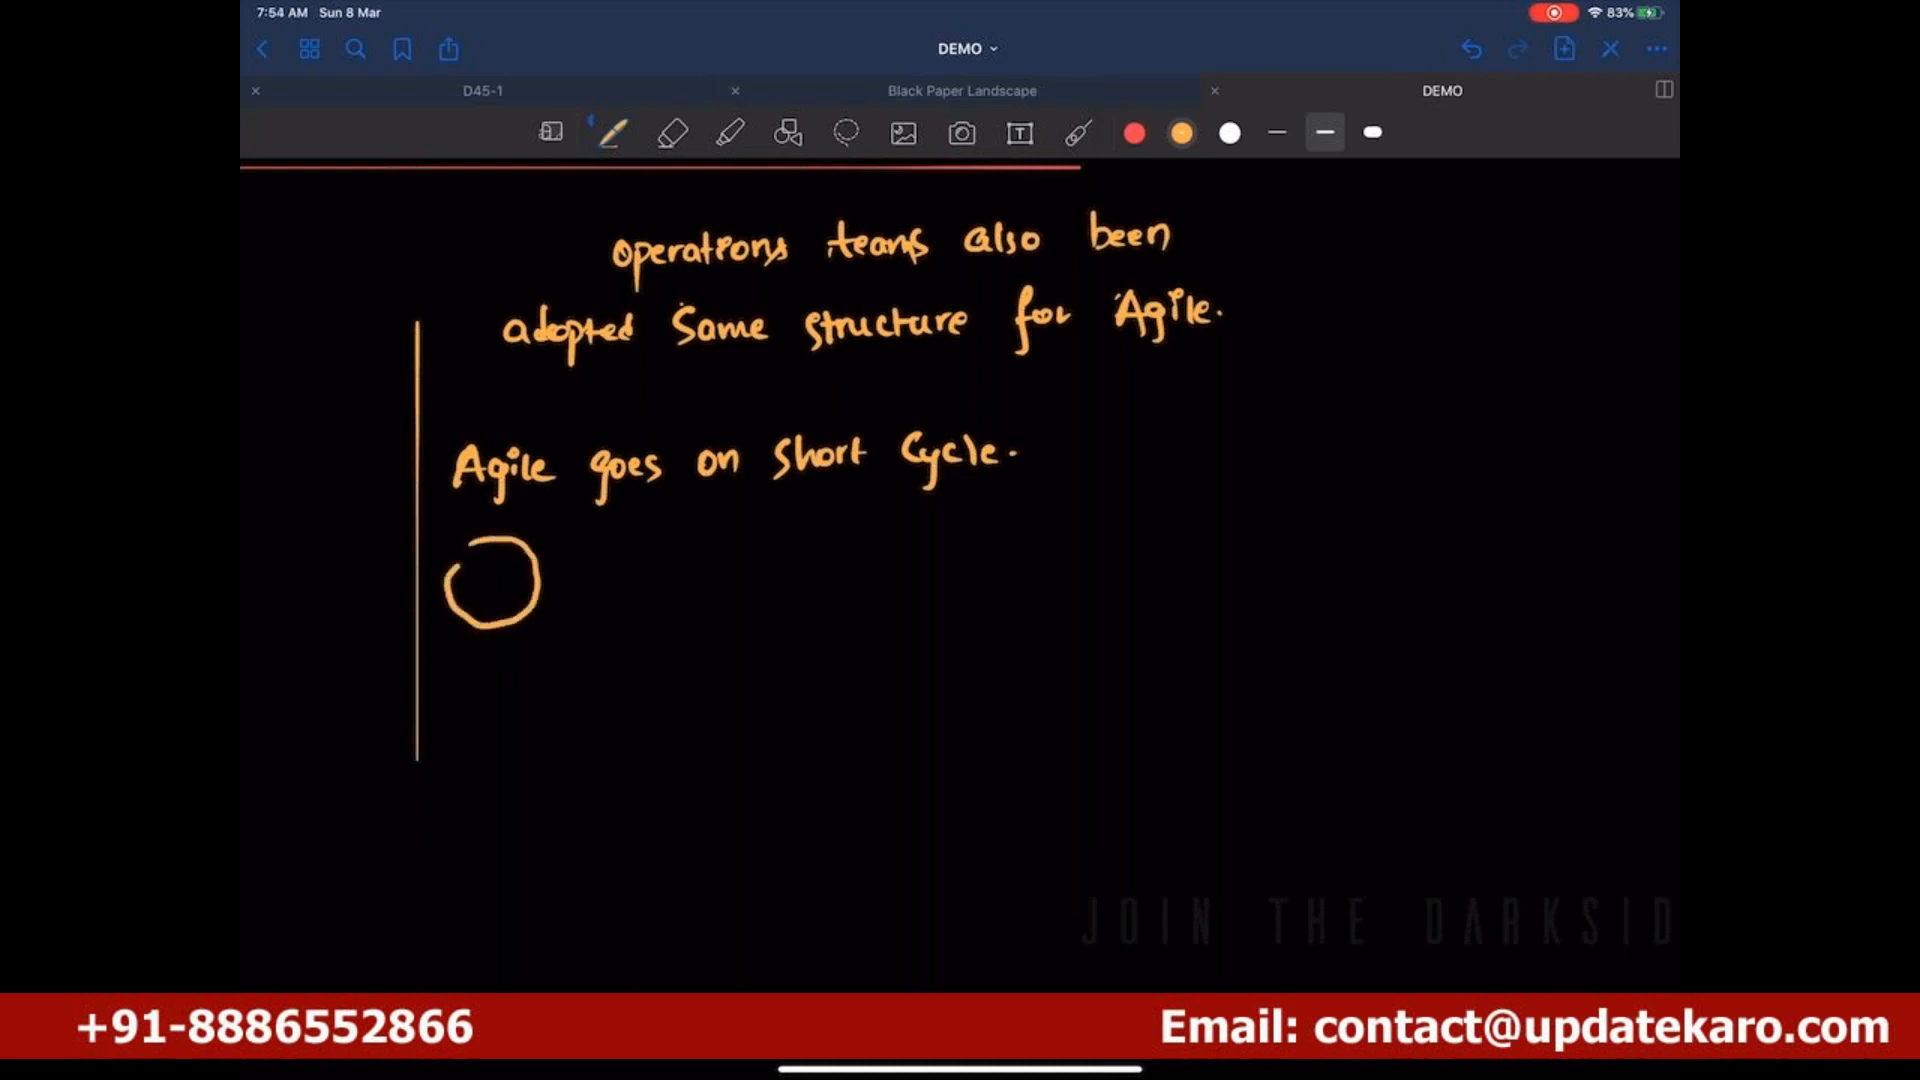 7:54 AM Sun 8 Mar
83%
DEMO
D45-1
Black Paper Landscape
DEMO
T
operations teams also been
adopted same structure for Agile.
Agile goes on short cycle.
JOIN THE DARKSID
+91-8886552866
Email: contact@updatekaro.com